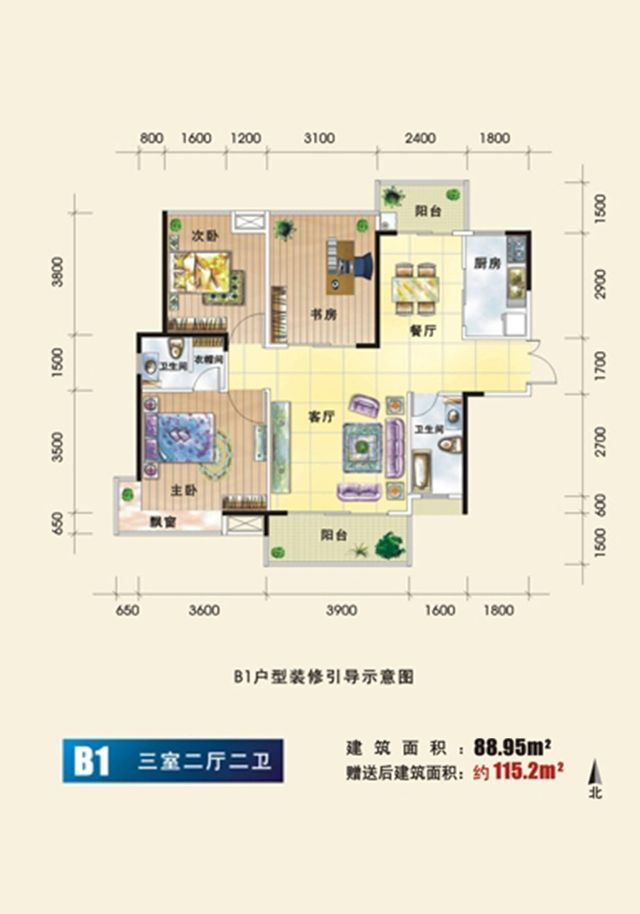 800 1600 1200 3100 2400 1800
3800
1500
3500
650
1500
2900
1700
2700
600
1500
阳台
次卧
厨房
书房
餐厅
卫生间
衣帽间
客厅
卫生间
主卧
飘窗
阳台
650 3600 3900 1600 1800
B1户型装修引导示意图
B1 三室二厅二卫
建筑面积：88.95m²
赠送后建筑面积：约115.2m²
北